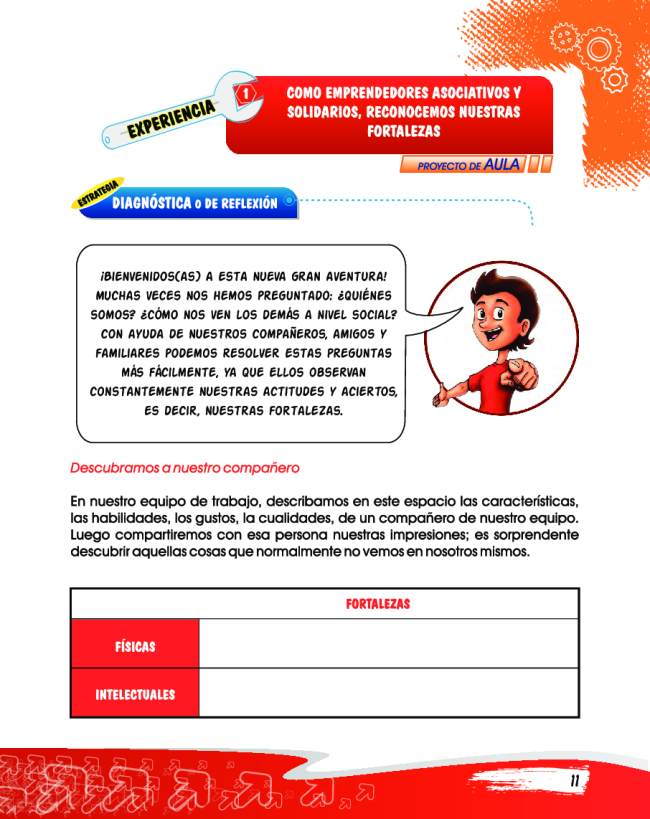 EXPERIENCIA
1
COMO EMPRENDEDORES ASOCIATIVOS Y
SOLIDARIOS, RECONOCEMOS NUESTRAS
FORTALEZAS
PROYECTO DE AULA
ESTRATEGIA
DIAGNÓSTICA O DE REFLEXIÓN
¡BIENVENIDOS(AS) A ESTA NUEVA GRAN AVENTURA!
MUCHAS VECES NOS HEMOS PREGUNTADO: ¿QUIÉNES
SOMOS? ¿CÓMO NOS VEN LOS DEMÁS A NIVEL SOCIAL?
CON AYUDA DE NUESTROS COMPAÑEROS, AMIGOS Y
FAMILIARES PODEMOS RESOLVER ESTAS PREGUNTAS
MÁS FÁCILMENTE, YA QUE ELLOS OBSERVAN
CONSTANTEMENTE NUESTRAS ACTITUDES Y ACIERTOS,
ES DECIR, NUESTRAS FORTALEZAS.
Descubramos a nuestro compañero
En nuestro equipo de trabajo, describamos en este espacio las características,
las habilidades, los gustos, la cualidades, de un compañero de nuestro equipo.
Luego compartiremos con esa persona nuestras impresiones; es sorprendente
descubrir aquellas cosas que normalmente no vemos en nosotros mismos.
FORTALEZAS
FÍSICAS
INTELECTUALES
11